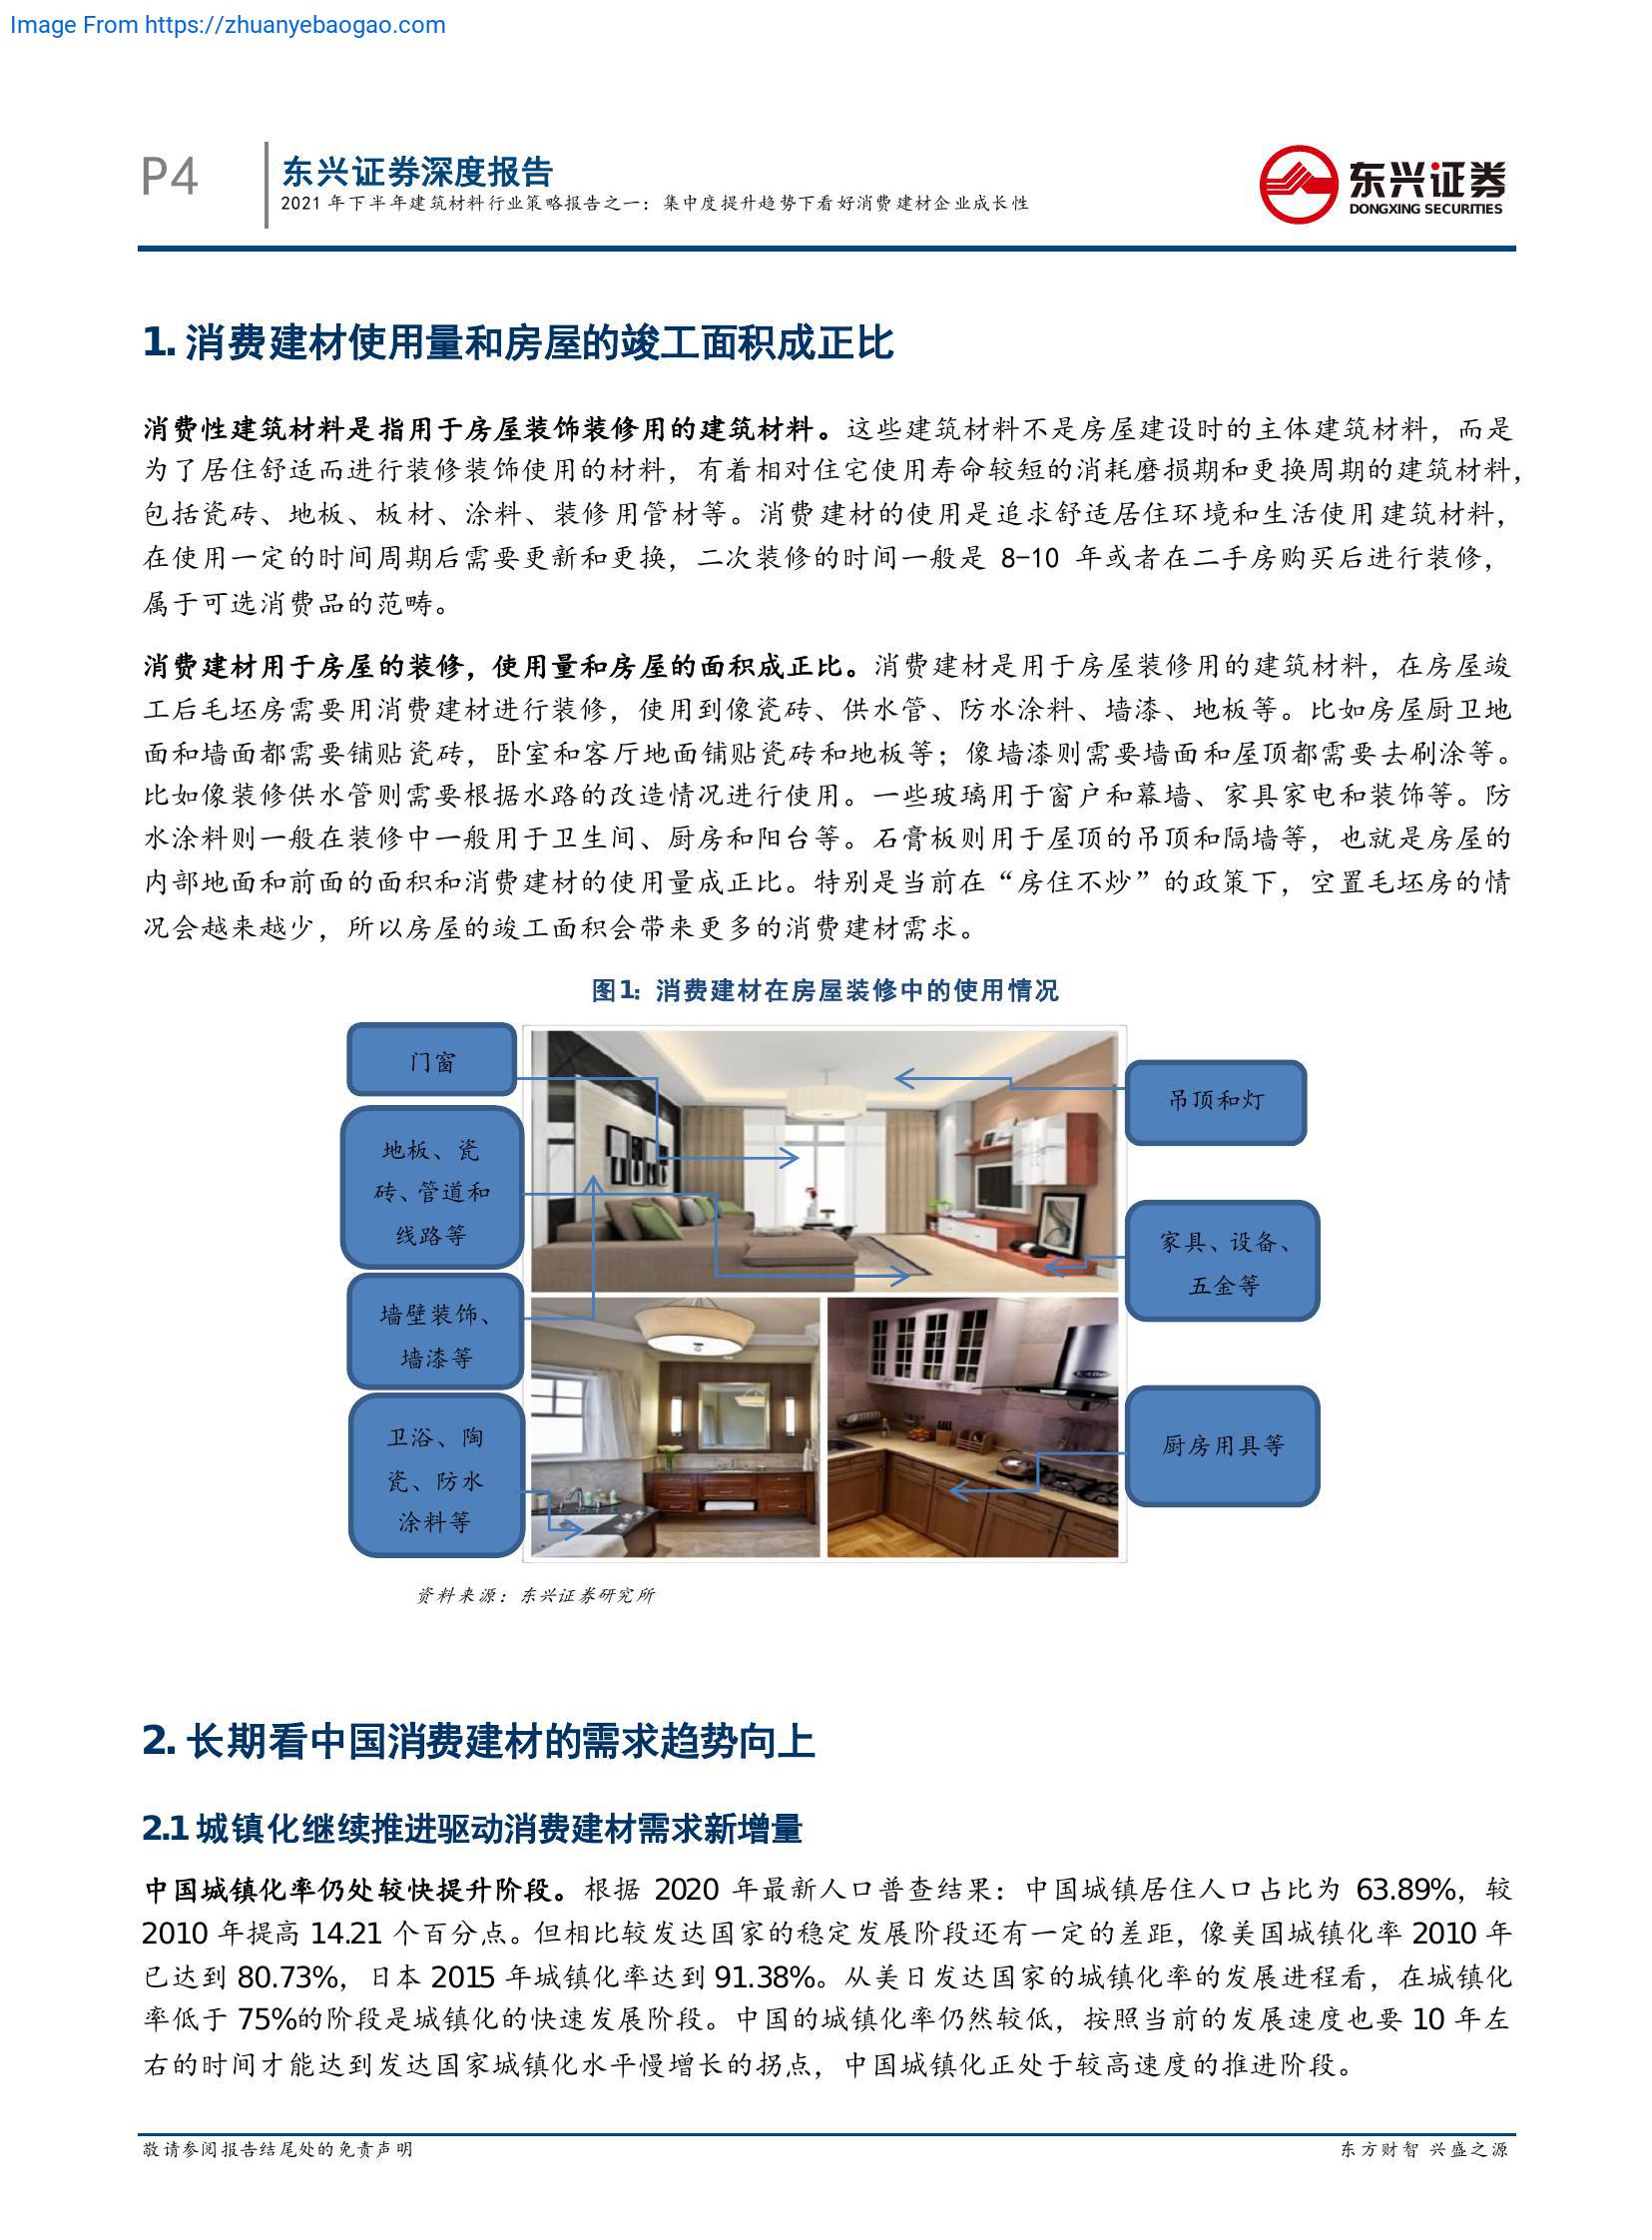 Image From https://zhuanyebaogao.com
P4
东兴证券深度报告
2021 年下半年建筑材料行业策略报告之一：集中度提升趋势下看好消费建材企业成长性
东兴证券
DONGXING SECURITIES
1. 消费建材使用量和房屋的竣工面积成正比
消费性建筑材料是指用于房屋装饰装修用的建筑材料。这些建筑材料不是房屋建设时的主体建筑材料，而是
为了居住舒适而进行装修装饰使用的材料，有着相对住宅使用寿命较短的消耗磨损期和更换周期的建筑材料，
包括瓷砖、地板、板材、涂料、装修用管材等。消费建材的使用是追求舒适居住环境和生活使用建筑材料，
在使用一定的时间周期后需要更新和更换，二次装修的时间一般是 8-10 年或者在二手房购买后进行装修，
属于可选消费品的范畴。
消费建材用于房屋的装修，使用量和房屋的面积成正比。消费建材是用于房屋装修用的建筑材料，在房屋竣
工后毛坯房需要用消费建材进行装修，使用到像瓷砖、供水管、防水涂料、墙漆、地板等。比如房屋厨卫地
面和墙面都需要铺贴瓷砖，卧室和客厅地面铺贴瓷砖和地板等；像墙漆则需要墙面和屋顶都需要去刷涂等。
比如像装修供水管则需要根据水路的改造情况进行使用。一些玻璃用于窗户和幕墙、家具家电和装饰等。防
水涂料则一般在装修中一般用于卫生间、厨房和阳台等。石膏板则用于屋顶的吊顶和隔墙等，也就是房屋的
内部地面和前面的面积和消费建材的使用量成正比。特别是当前在“房住不炒”的政策下，空置毛坯房的情
况会越来越少，所以房屋的竣工面积会带来更多的消费建材需求。
图1：消费建材在房屋装修中的使用情况
门窗
地板、瓷
砖、管道和
线路等
墙壁装饰、
墙漆等
卫浴、陶
瓷、防水
涂料等
吊顶和灯
家具、设备、
五金等
厨房用具等
资料来源：东兴证券研究所
2. 长期看中国消费建材的需求趋势向上
2.1 城镇化继续推进驱动消费建材需求新增量
中国城镇化率仍处较快提升阶段。根据 2020 年最新人口普查结果：中国城镇居住人口占比为 63.89%，较
2010 年提高 14.21 个百分点。但相比较发达国家的稳定发展阶段还有一定的差距，像美国城镇化率 2010 年
已达到 80.73%，日本 2015 年城镇化率达到 91.38%。从美日发达国家的城镇化率的发展进程看，在城镇化
率低于 75%的阶段是城镇化的快速发展阶段。中国的城镇化率仍然较低，按照当前的发展速度也要 10 年左
右的时间才能达到发达国家城镇化水平慢增长的拐点，中国城镇化正处于较高速度的推进阶段。
敬请参阅报告结尾处的免责声明
东方财智 兴盛之源